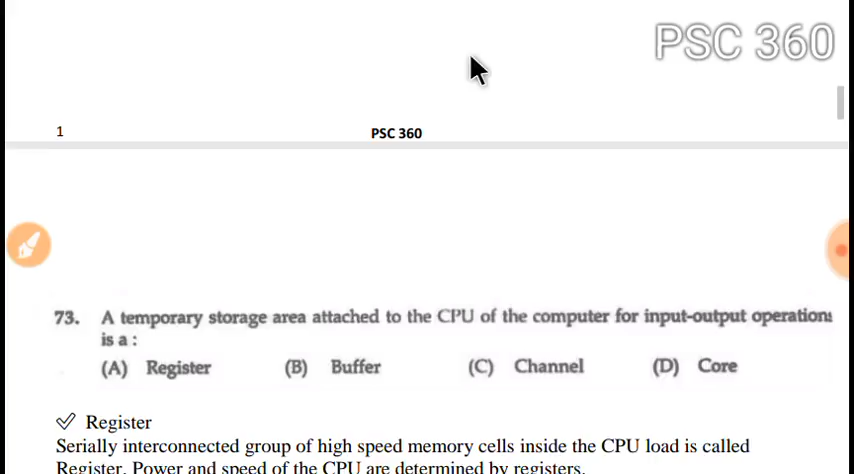 PSC 360
1 PSC 360
73. A temporary storage area attached to the CPU of the computer for input-output operations
is a :
(A) Register (B) Buffer (C) Channel (D) Core
✓ Register
Serially interconnected group of high speed memory cells inside the CPU load is called
Register. Power and speed of the CPU are determined by registers.